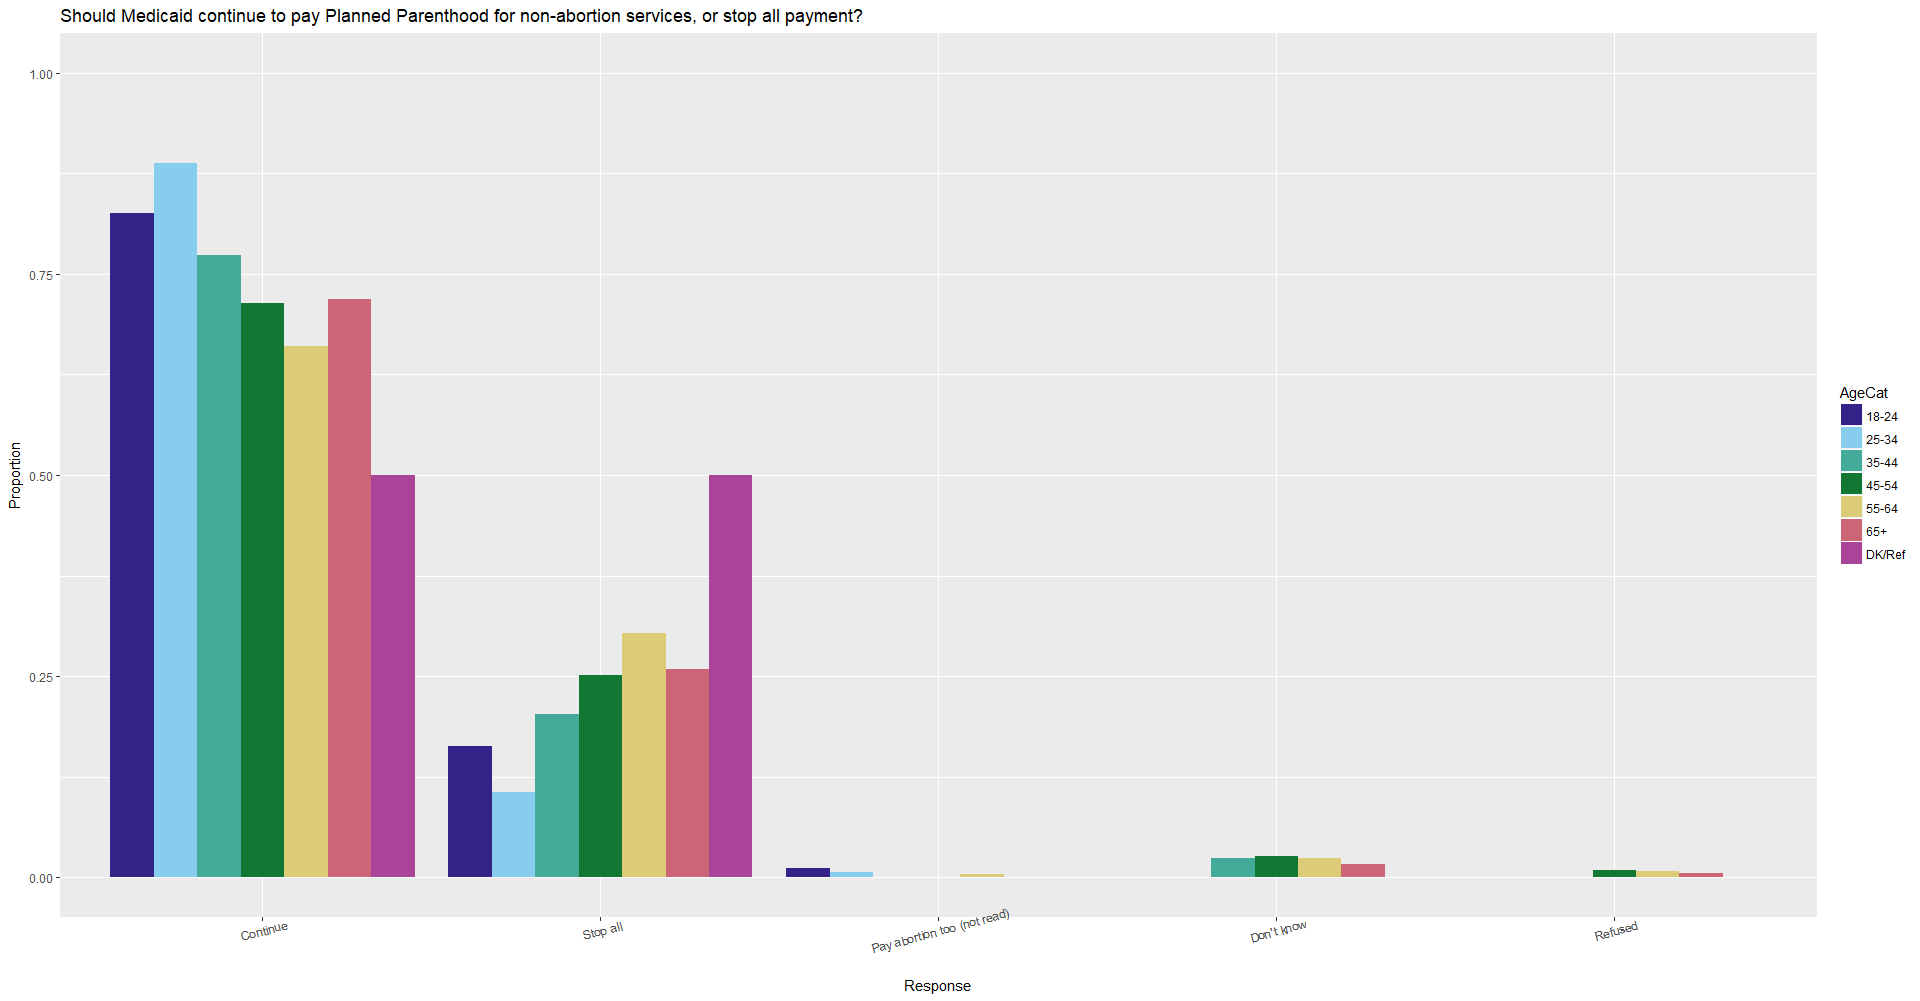 Should Medicaid continue to pay Planned Parenthood for non-abortion services, or stop all payment?
1.00
0.75
0.50
0.25
0.00
Proportion
Continue
Stop all
Pay abortion too (not read)
Don't know
Refused
Response
AgeCat
18-24
25-34
35-44
45-54
55-64
65+
DK/Ref